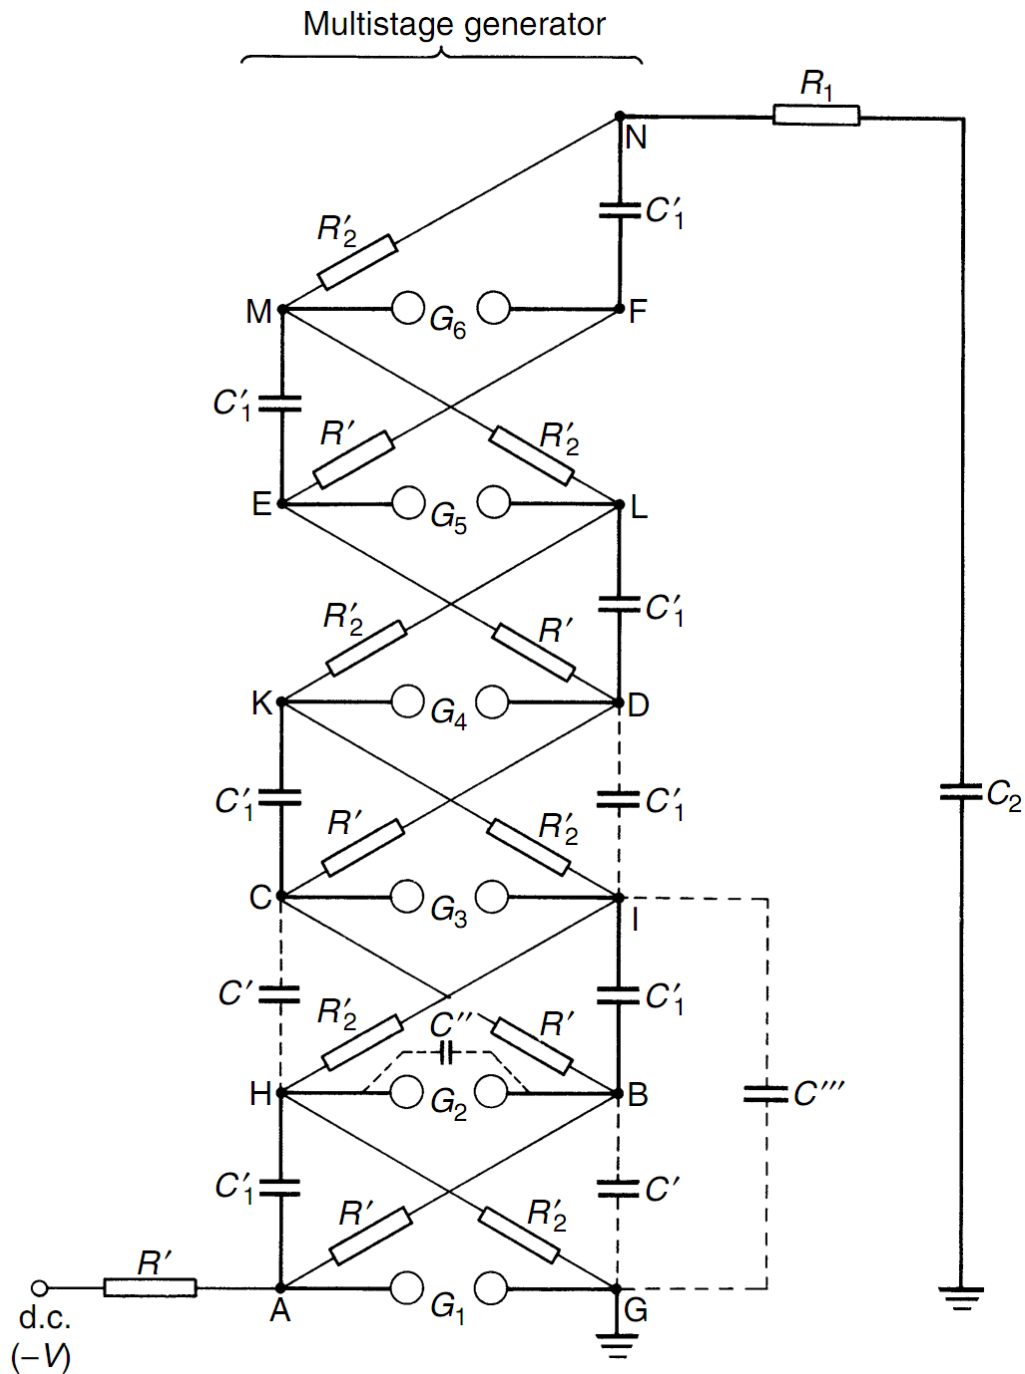 Multistage generator
R₁
N
C′₁
R′₂
M
G₆
F
C′₁
R′
R′₂
E
G₅
L
R′₂
R′
C′₁
K
G₄
D
C′₁
R′
R′₂
C′₁
C₂
C
G₃
I
C′
R′₂
C″
R′
C′₁
H
G₂
B
C‴
C′₁
R′
R′₂
C′
R′
A
G₁
G
d.c.
(−V)